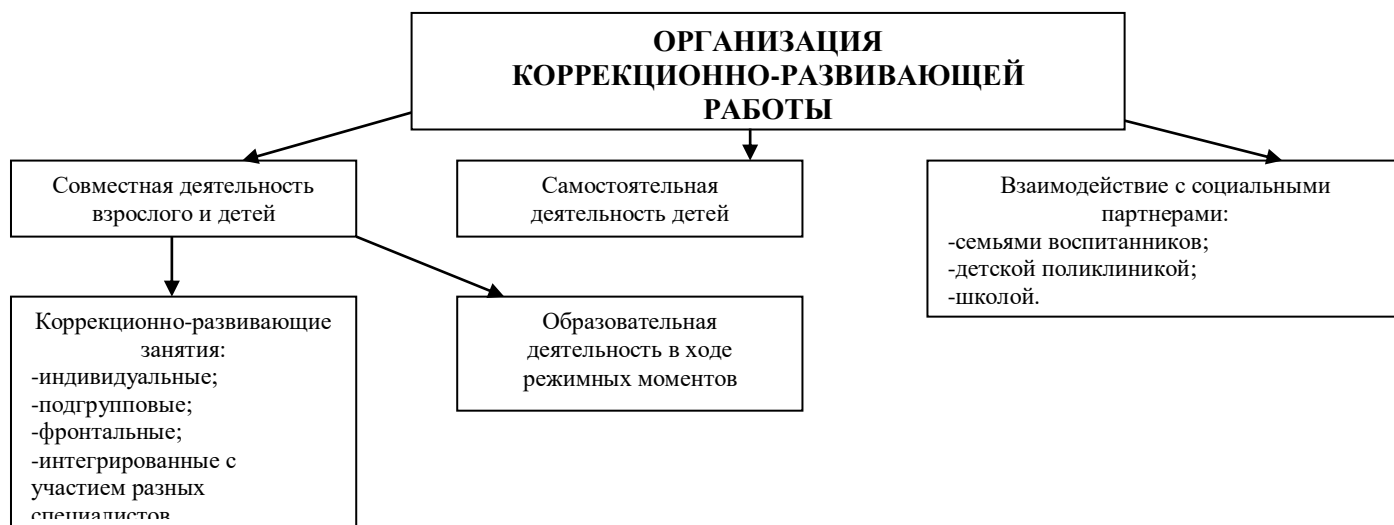 ОРГАНИЗАЦИЯ
КОРРЕКЦИОННО-РАЗВИВАЮЩЕЙ
РАБОТЫ
Совместная деятельность
взрослого и детей
Самостоятельная
деятельность детей
Взаимодействие с социальными
партнерами:
-семьями воспитанников;
-детской поликлиникой;
-школой.
Коррекционно-развивающие
занятия:
-индивидуальные;
-подгрупповые;
-фронтальные;
-интегрированные с
участием разных
специалистов
Образовательная
деятельность в ходе
режимных моментов